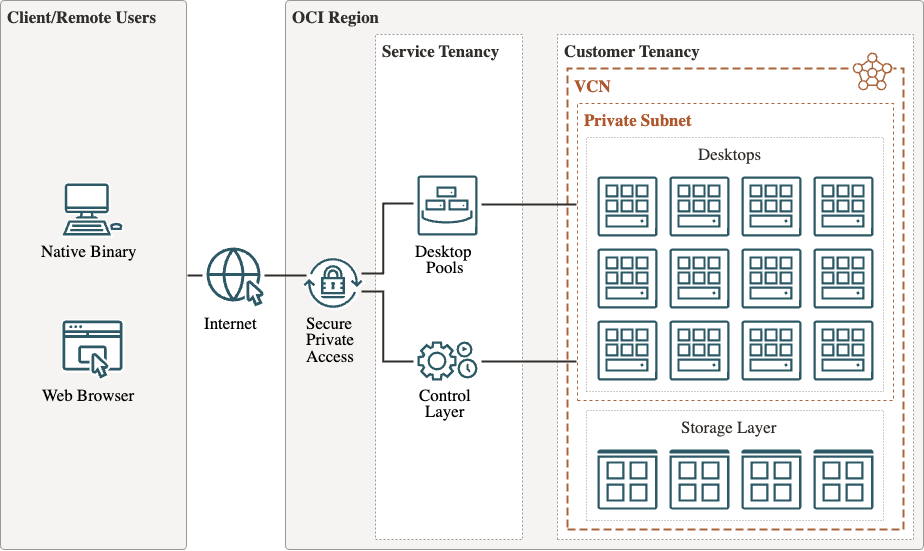 Client/Remote Users
Native Binary
Web Browser
Internet
OCI Region
Secure
Private
Access
Service Tenancy
Desktop
Pools
Control
Layer
Customer Tenancy
VCN
Private Subnet
Desktops
Storage Layer